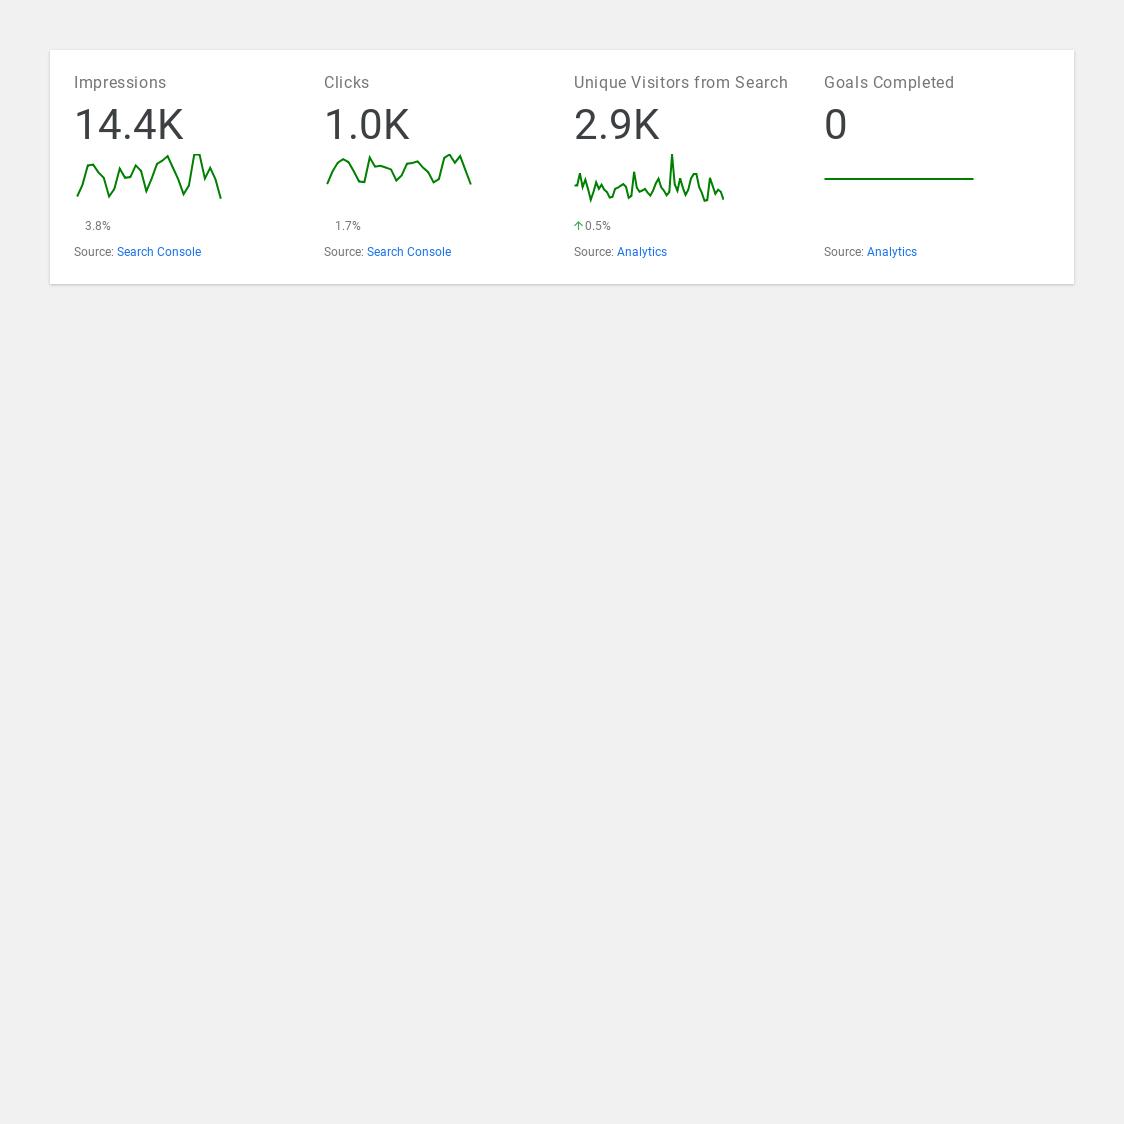 Impressions
14.4K
3.8%
Source: Search Console
Clicks
1.0K
1.7%
Source: Search Console
Unique Visitors from Search
2.9K
↑0.5%
Source: Analytics
Goals Completed
0
Source: Analytics